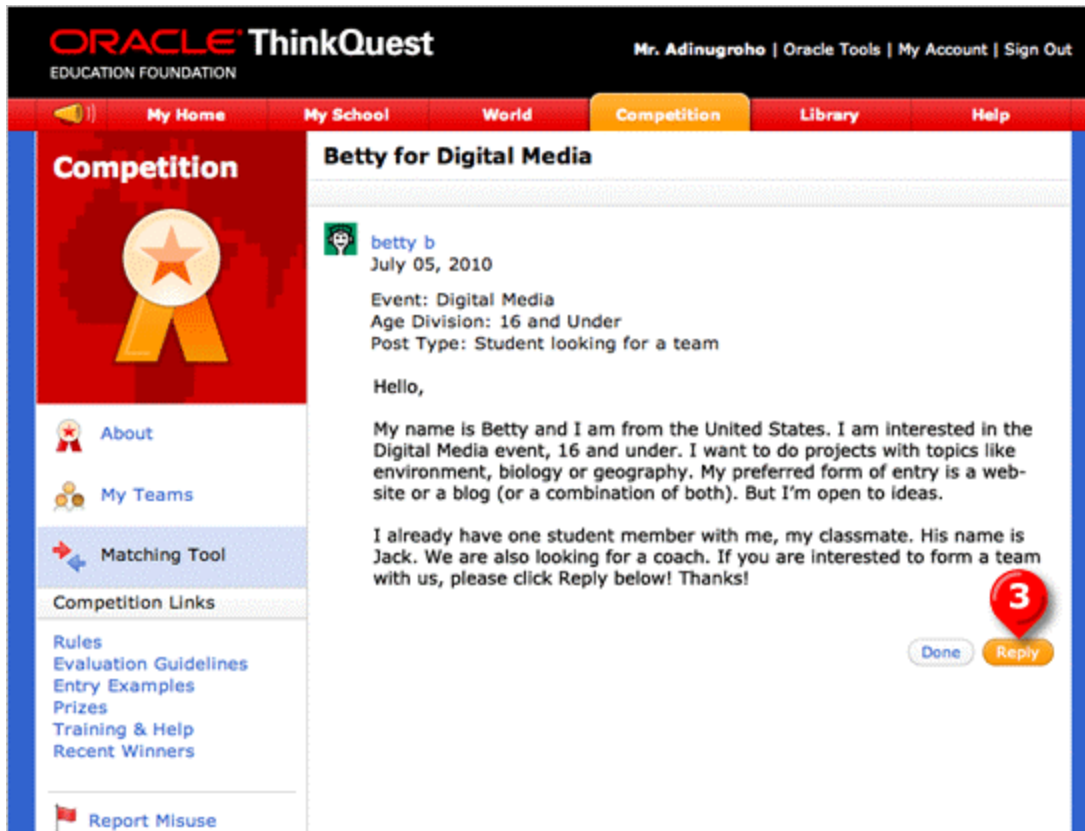 ORACLE ThinkQuest
EDUCATION FOUNDATION
Mr. Adinugroho | Oracle Tools | My Account | Sign Out
My Home
My School
World
Competition
Library
Help
Competition
About
My Teams
Matching Tool
Competition Links
Rules
Evaluation Guidelines
Entry Examples
Prizes
Training & Help
Recent Winners
Report Misuse
Betty for Digital Media
betty b
July 05, 2010
Event: Digital Media
Age Division: 16 and Under
Post Type: Student looking for a team
Hello,
My name is Betty and I am from the United States. I am interested in the
Digital Media event, 16 and under. I want to do projects with topics like
environment, biology or geography. My preferred form of entry is a web-
site or a blog (or a combination of both). But I'm open to ideas.
I already have one student member with me, my classmate. His name is
Jack. We are also looking for a coach. If you are interested to form a team
with us, please click Reply below! Thanks!
3
Done
Reply